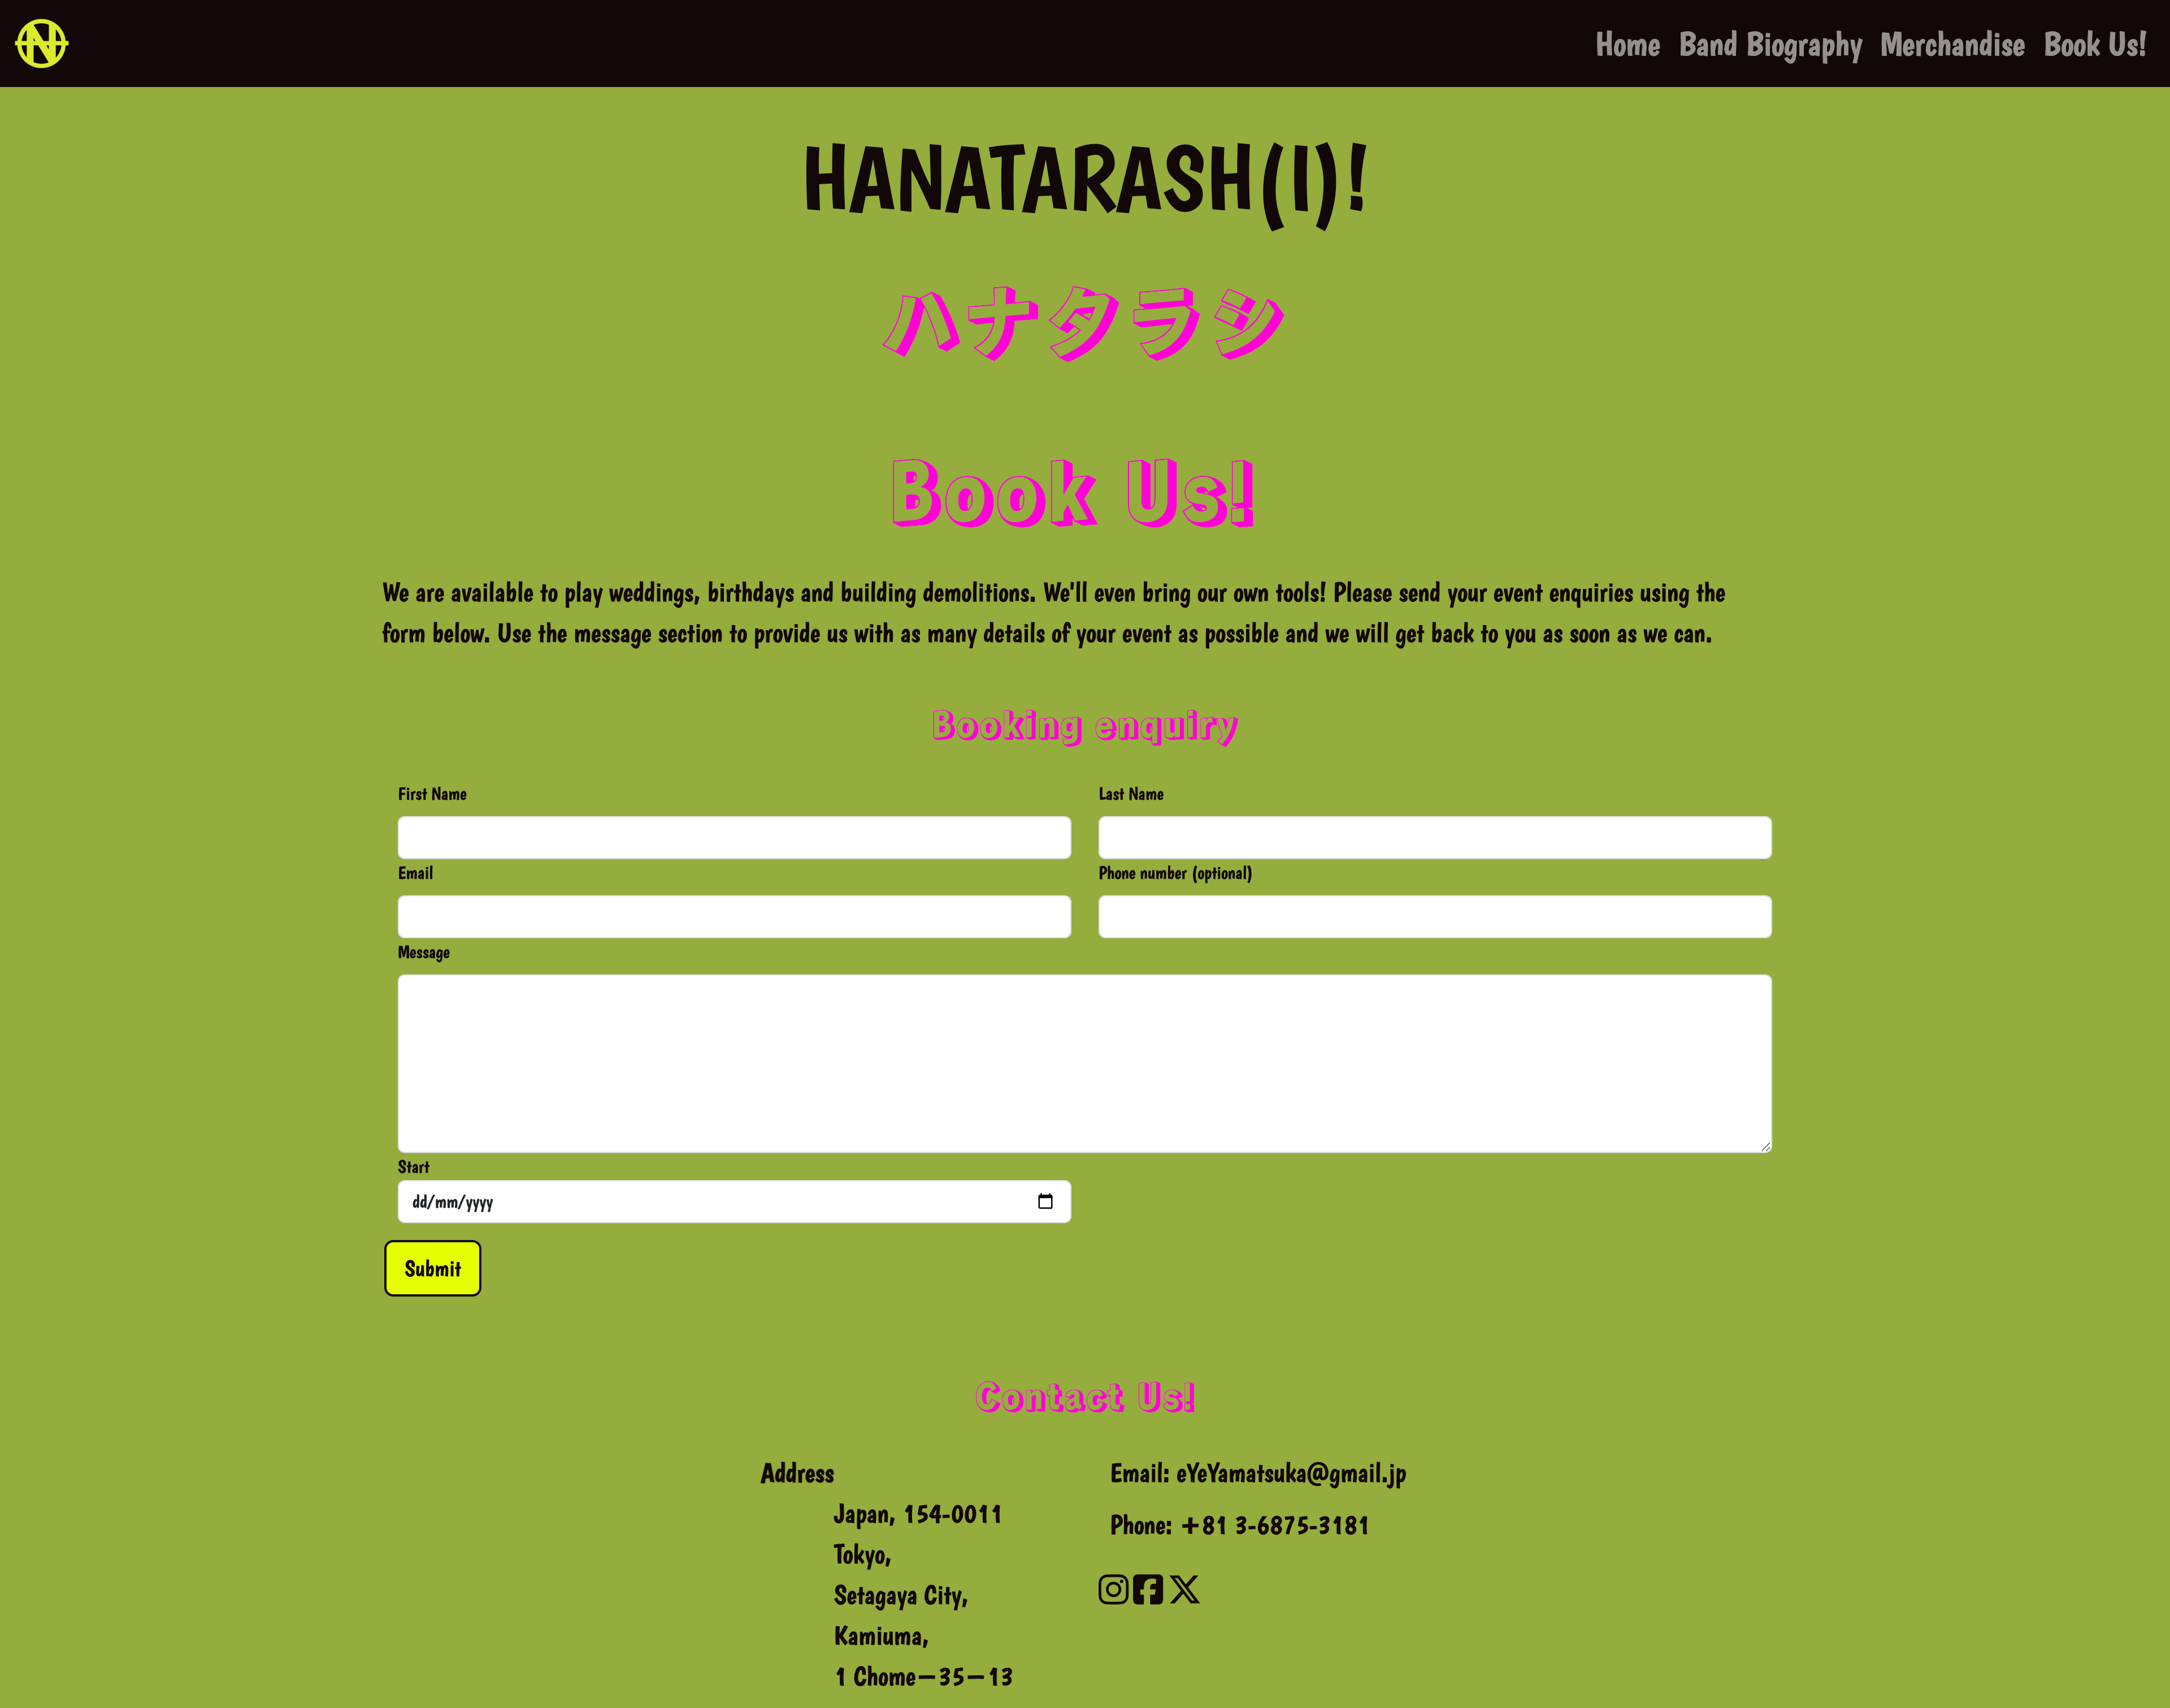 N
Home Band Biography Merchandise Book Us!
HANATARASH(I)!
ハナタラシ
Book Us!
We are available to play weddings, birthdays and building demolitions. We'll even bring our own tools! Please send your event enquiries using the
form below. Use the message section to provide us with as many details of your event as possible and we will get back to you as soon as we can.
Booking enquiry
First Name
Last Name
Email
Phone number (optional)
Message
Start
dd/mm/yyyy
Submit
Contact Us!
Address
Japan, 154-0011
Tokyo,
Setagaya City,
Kamiuma,
1 Chome−35−13
Email: eYeYamatsuka@gmail.jp
Phone: +81 3-6875-3181